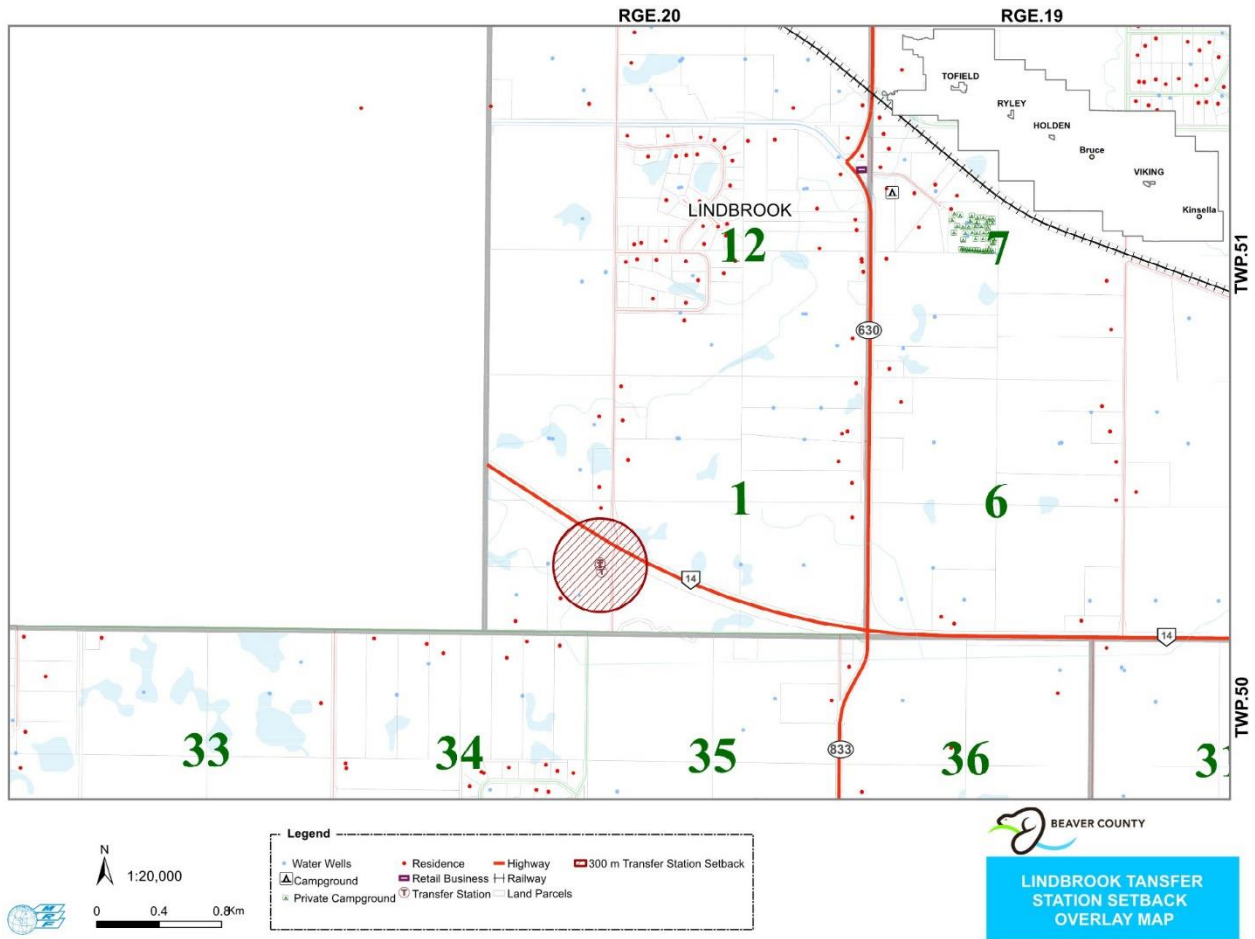 RGE.20
RGE.19
TOFIELD
RYLEY
HOLDEN
Bruce
VIKING
Kinsella
TWP.51
LINDBROOK
12
7
630
1
6
14
14
TWP.50
33
34
35
36
31
833
N
1:20,000
0 0.4 0.8 Km
MRF
Legend
Water Wells
Campground
Private Campground
Residence
Retail Business
T Transfer Station
Highway
Railway
Land Parcels
300 m Transfer Station Setback
BEAVER COUNTY
LINDBROOK TANSFER
STATION SETBACK
OVERLAY MAP